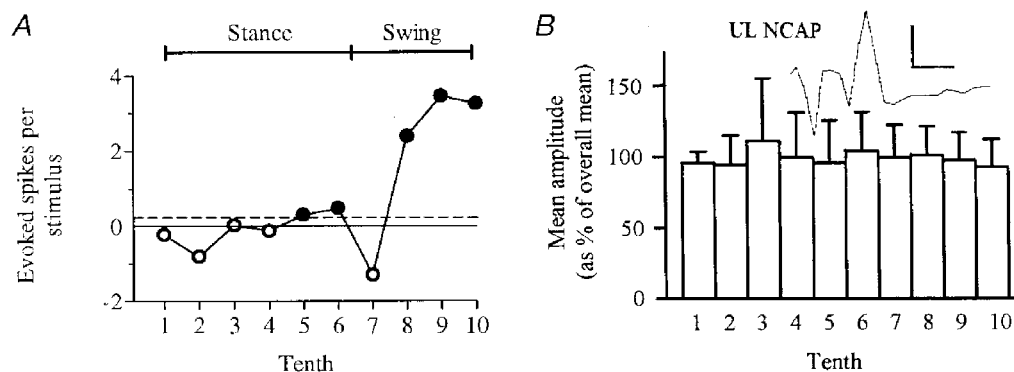 A
Stance Swing
Evoked spikes per
stimulus
4
2
0
-2
1 2 3 4 5 6 7 8 9 10
Tenth
B
UL NCAP
Mean amplitude
(as % of overall mean)
150
100
50
0
1 2 3 4 5 6 7 8 9 10
Tenth